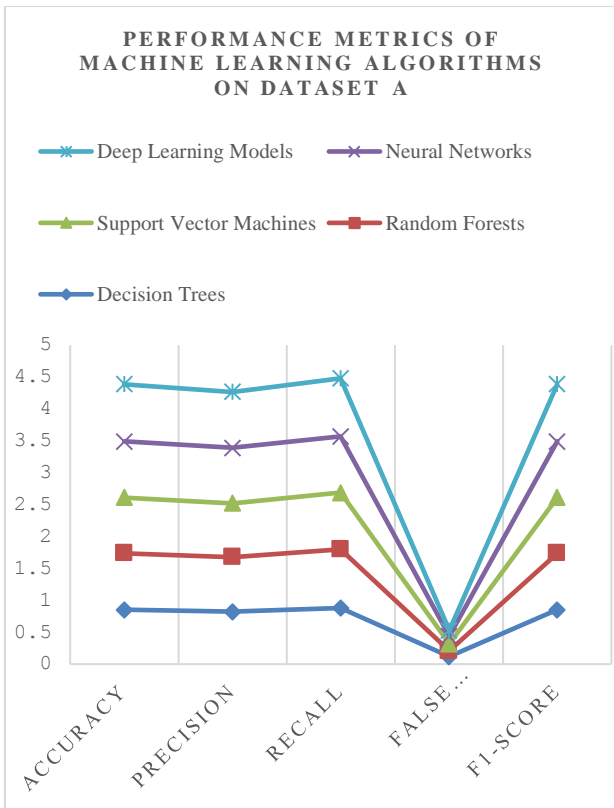 PERFORMANCE METRICS OF
MACHINE LEARNING ALGORITHMS
ON DATASET A
Deep Learning Models
Neural Networks
Support Vector Machines
Random Forests
Decision Trees
5
4.5
4
3.5
3
2.5
2
1.5
1
0.5
0
ACCURACY
PRECISION
RECALL
FALSE...
F1-SCORE